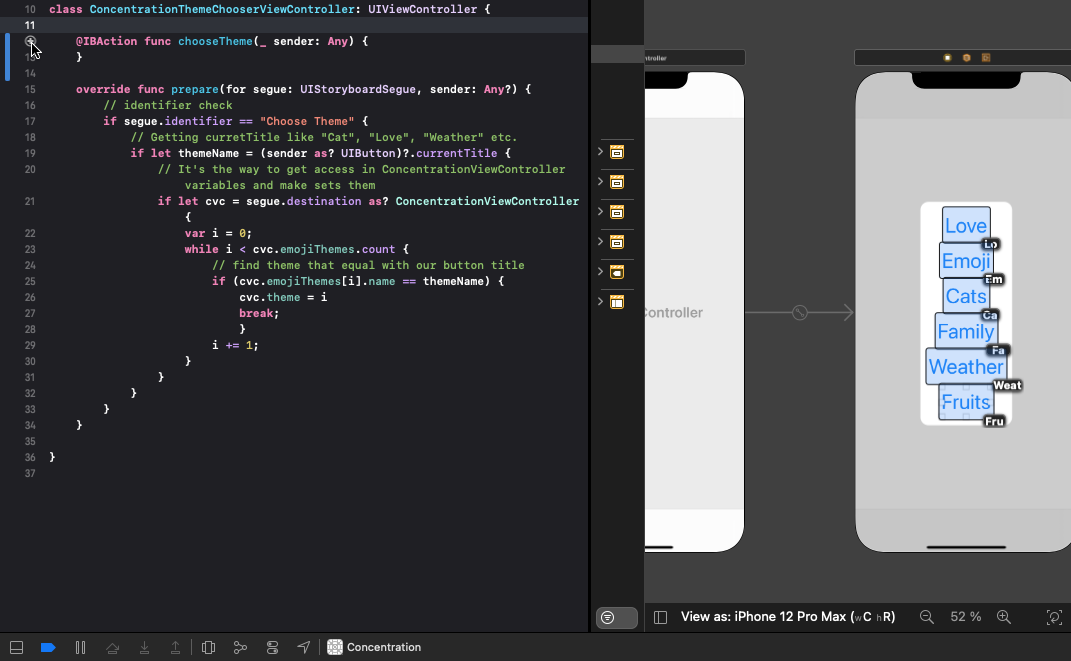 10 class ConcentrationThemeChooserViewController: UIViewController {
11
@IBAction func chooseTheme(_ sender: Any) {
13 }
14
15 override func prepare(for segue: UIStoryboardSegue, sender: Any?) {
16 // identifier check
17 if segue.identifier == "Choose Theme" {
18 // Getting curretTitle like "Cat", "Love", "Weather" etc.
19 if let themeName = (sender as? UIButton)?.currentTitle {
20 // It's the way to get access in ConcentrationViewController
variables and make sets them
21 if let cvc = segue.destination as? ConcentrationViewController
{
22 var i = 0;
23 while i < cvc.emojiThemes.count {
24 // find theme that equal with our button title
25 if (cvc.emojiThemes[i].name == themeName) {
26 cvc.theme = i
27 break;
28 }
29 i += 1;
30 }
31 }
32 }
33 }
34 }
35
36 }
37
ntroller
Controller
Love
Lo
Emoji
Em
Cats
Ca
Family
Fa
Weather
Weat
Fruits
Fru
View as: iPhone 12 Pro Max (wC hR)
52 %
Concentration